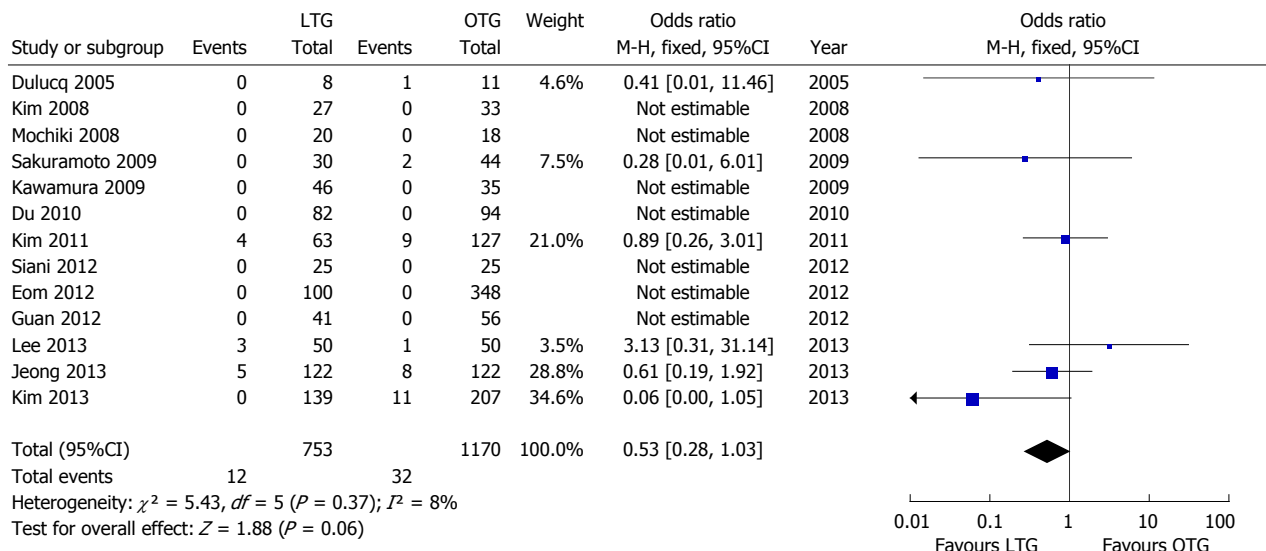 LTG OTG Weight Odds ratio Odds ratio
Study or subgroup Events Total Events Total M-H, fixed, 95%CI Year M-H, fixed, 95%CI
Dulucq 2005 0 8 1 11 4.6% 0.41 [0.01, 11.46] 2005
Kim 2008 0 27 0 33 Not estimable 2008
Mochiki 2008 0 20 0 18 Not estimable 2008
Sakuramoto 2009 0 30 2 44 7.5% 0.28 [0.01, 6.01] 2009
Kawamura 2009 0 46 0 35 Not estimable 2009
Du 2010 0 82 0 94 Not estimable 2010
Kim 2011 4 63 9 127 21.0% 0.89 [0.26, 3.01] 2011
Siani 2012 0 25 0 25 Not estimable 2012
Eom 2012 0 100 0 348 Not estimable 2012
Guan 2012 0 41 0 56 Not estimable 2012
Lee 2013 3 50 1 50 3.5% 3.13 [0.31, 31.14] 2013
Jeong 2013 5 122 8 122 28.8% 0.61 [0.19, 1.92] 2013
Kim 2013 0 139 11 207 34.6% 0.06 [0.00, 1.05] 2013
Total (95%CI) 753 1170 100.0% 0.53 [0.28, 1.03]
Total events 12 32
Heterogeneity: χ² = 5.43, df = 5 (P = 0.37); I² = 8%
Test for overall effect: Z = 1.88 (P = 0.06)
0.01 0.1 1 10 100
Favours LTG Favours OTG